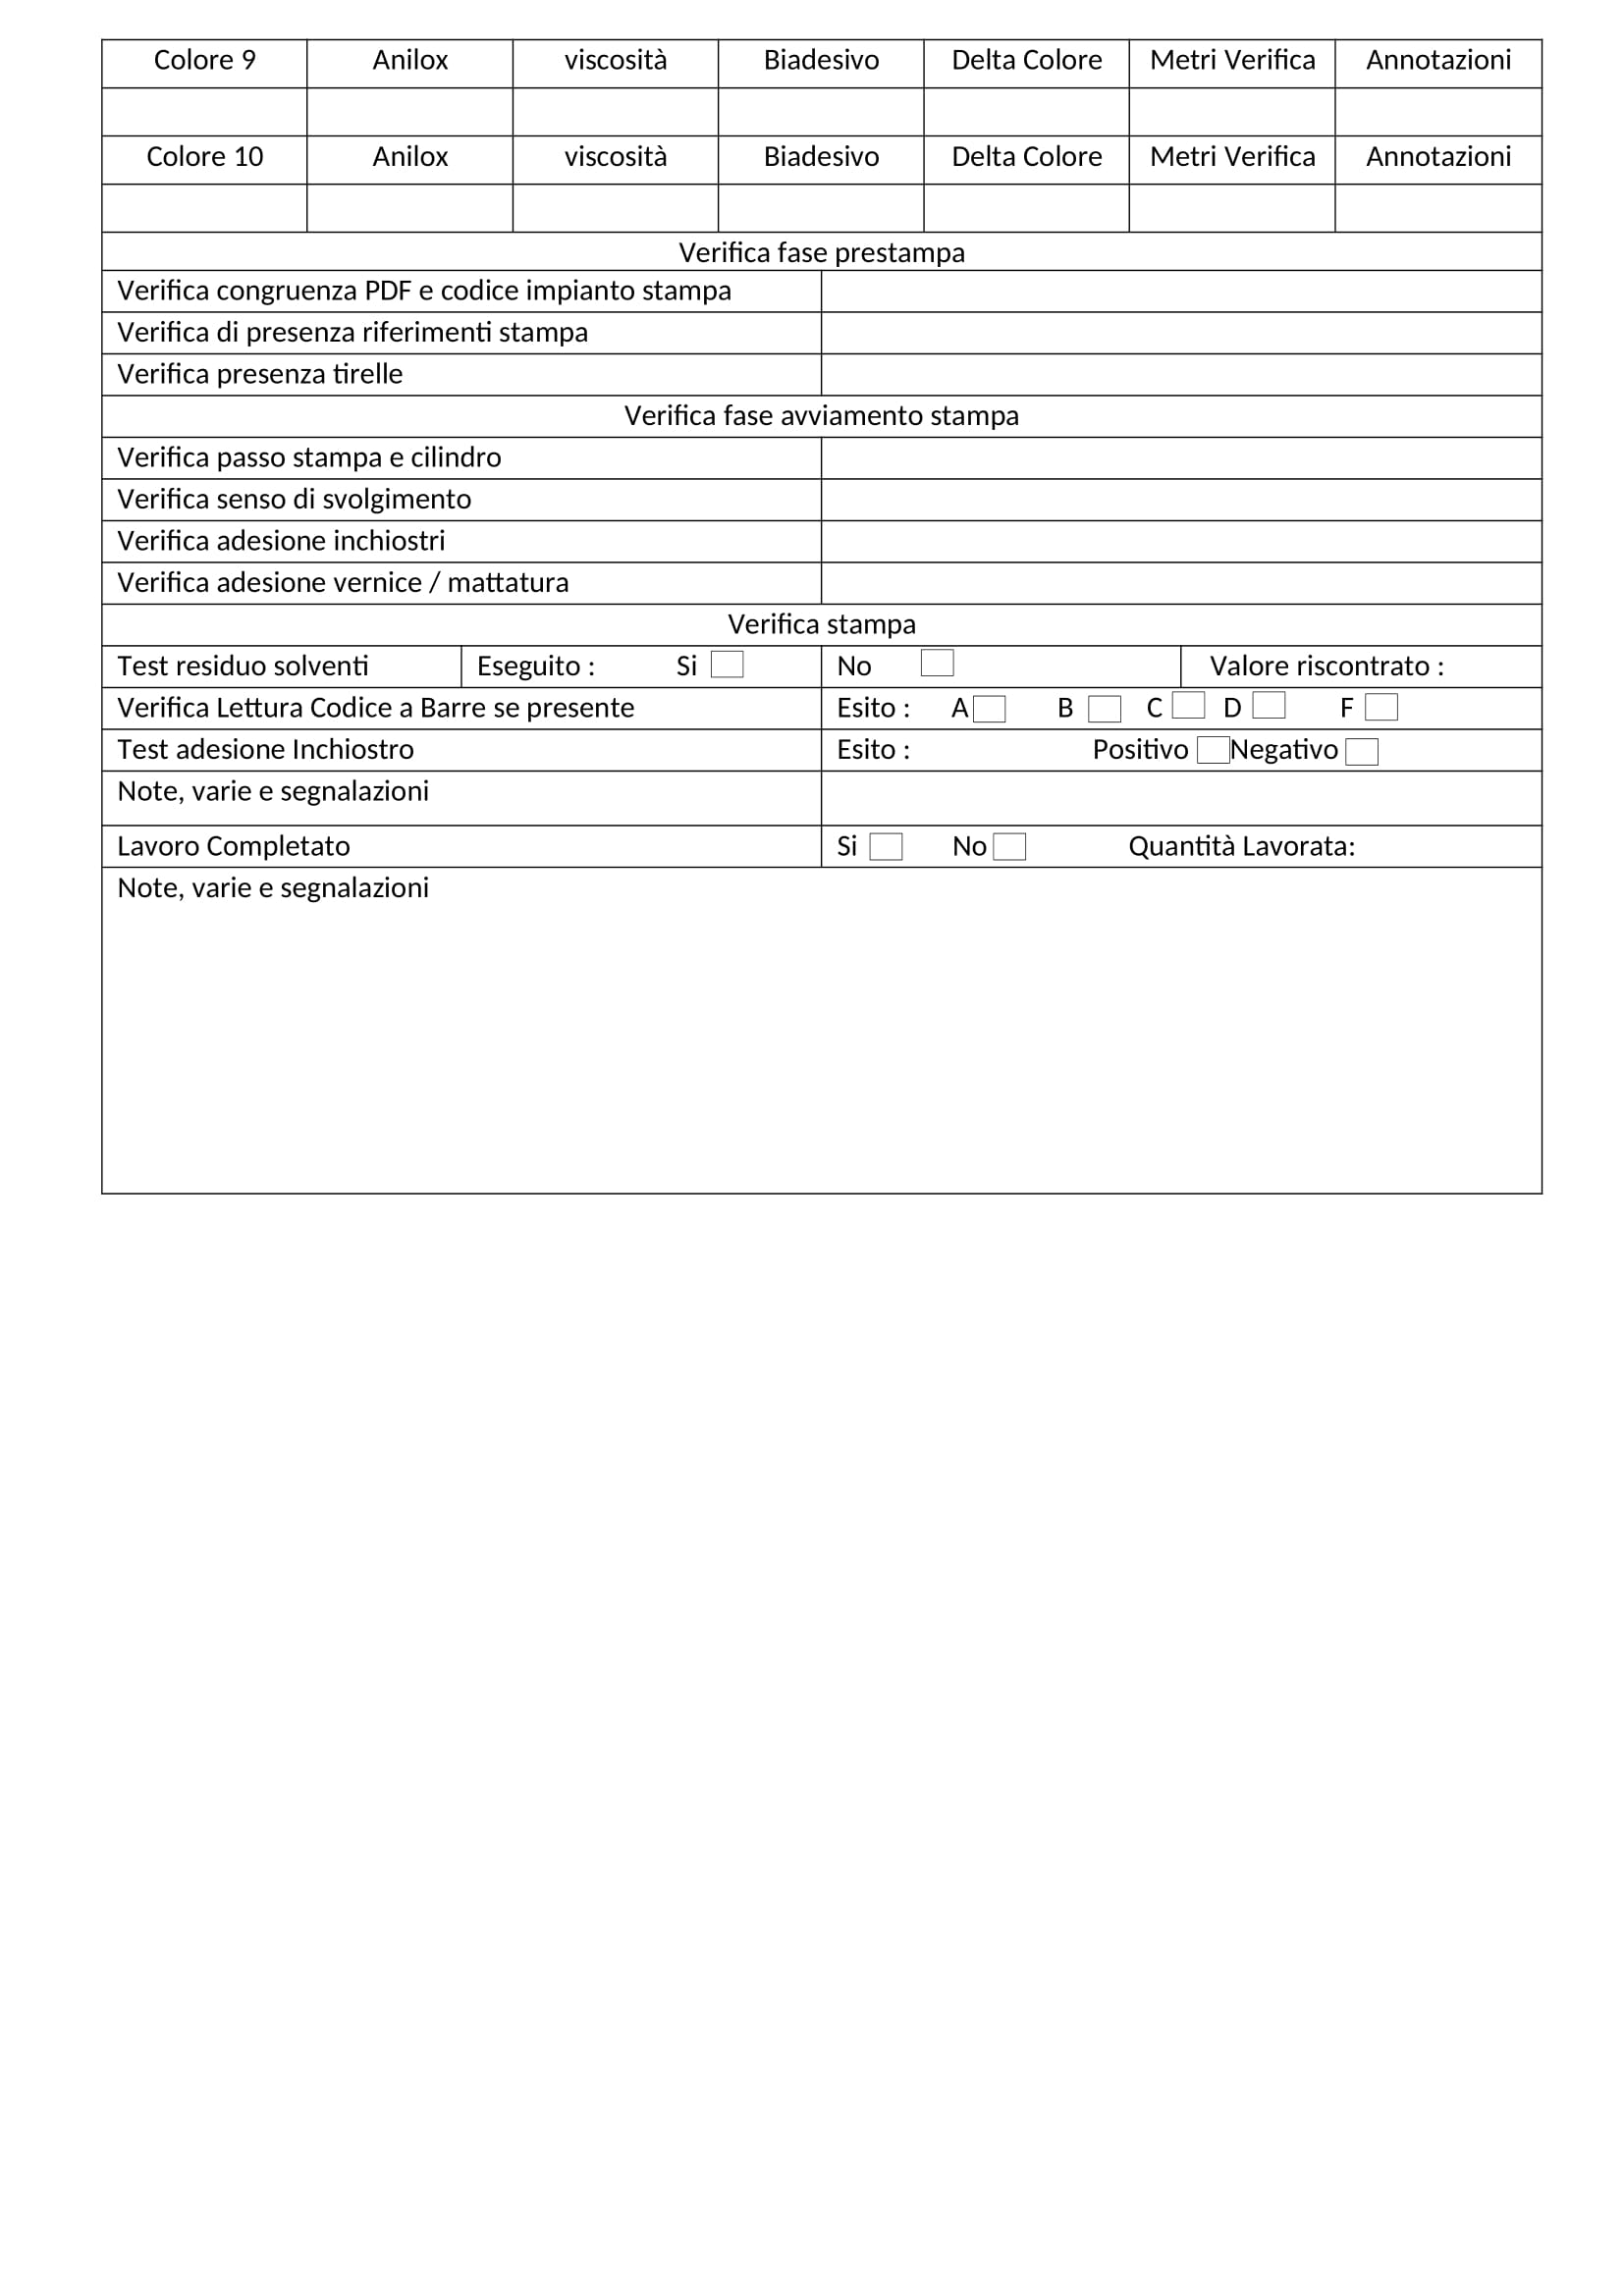 Colore 9 Anilox viscosità Biadesivo Delta Colore Metri Verifica Annotazioni
Colore 10 Anilox viscosità Biadesivo Delta Colore Metri Verifica Annotazioni
Verifica fase prestampa
Verifica congruenza PDF e codice impianto stampa
Verifica di presenza riferimenti stampa
Verifica presenza tirelle
Verifica fase avviamento stampa
Verifica passo stampa e cilindro
Verifica senso di svolgimento
Verifica adesione inchiostri
Verifica adesione vernice / mattatura
Verifica stampa
Test residuo solventi Eseguito : Si No Valore riscontrato :
Verifica Lettura Codice a Barre se presente Esito : A B C D F
Test adesione Inchiostro Esito : Positivo Negativo
Note, varie e segnalazioni
Lavoro Completato Si No Quantità Lavorata:
Note, varie e segnalazioni